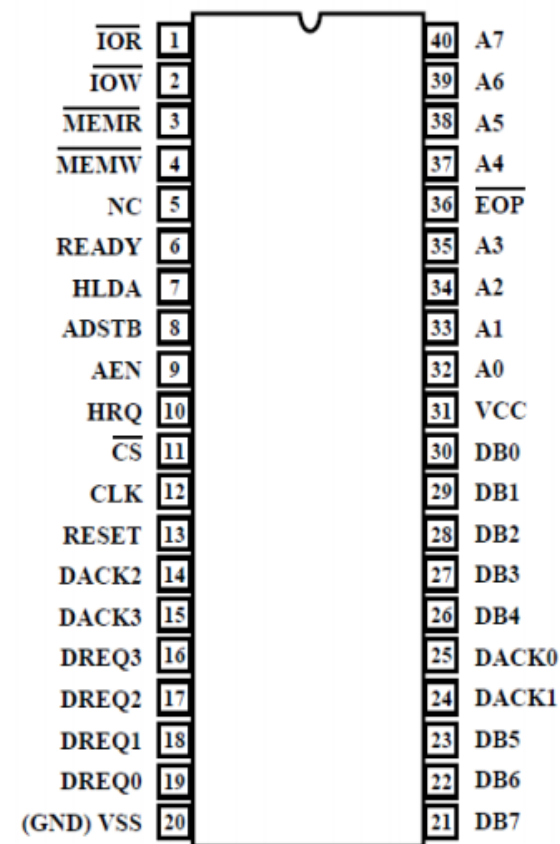 IOR 1 40 A7
IOW 2 39 A6
MEMR 3 38 A5
MEMW 4 37 A4
NC 5 36 EOP
READY 6 35 A3
HLDA 7 34 A2
ADSTB 8 33 A1
AEN 9 32 A0
HRQ 10 31 VCC
CS 11 30 DB0
CLK 12 29 DB1
RESET 13 28 DB2
DACK2 14 27 DB3
DACK3 15 26 DB4
DREQ3 16 25 DACK0
DREQ2 17 24 DACK1
DREQ1 18 23 DB5
DREQ0 19 22 DB6
(GND) VSS 20 21 DB7